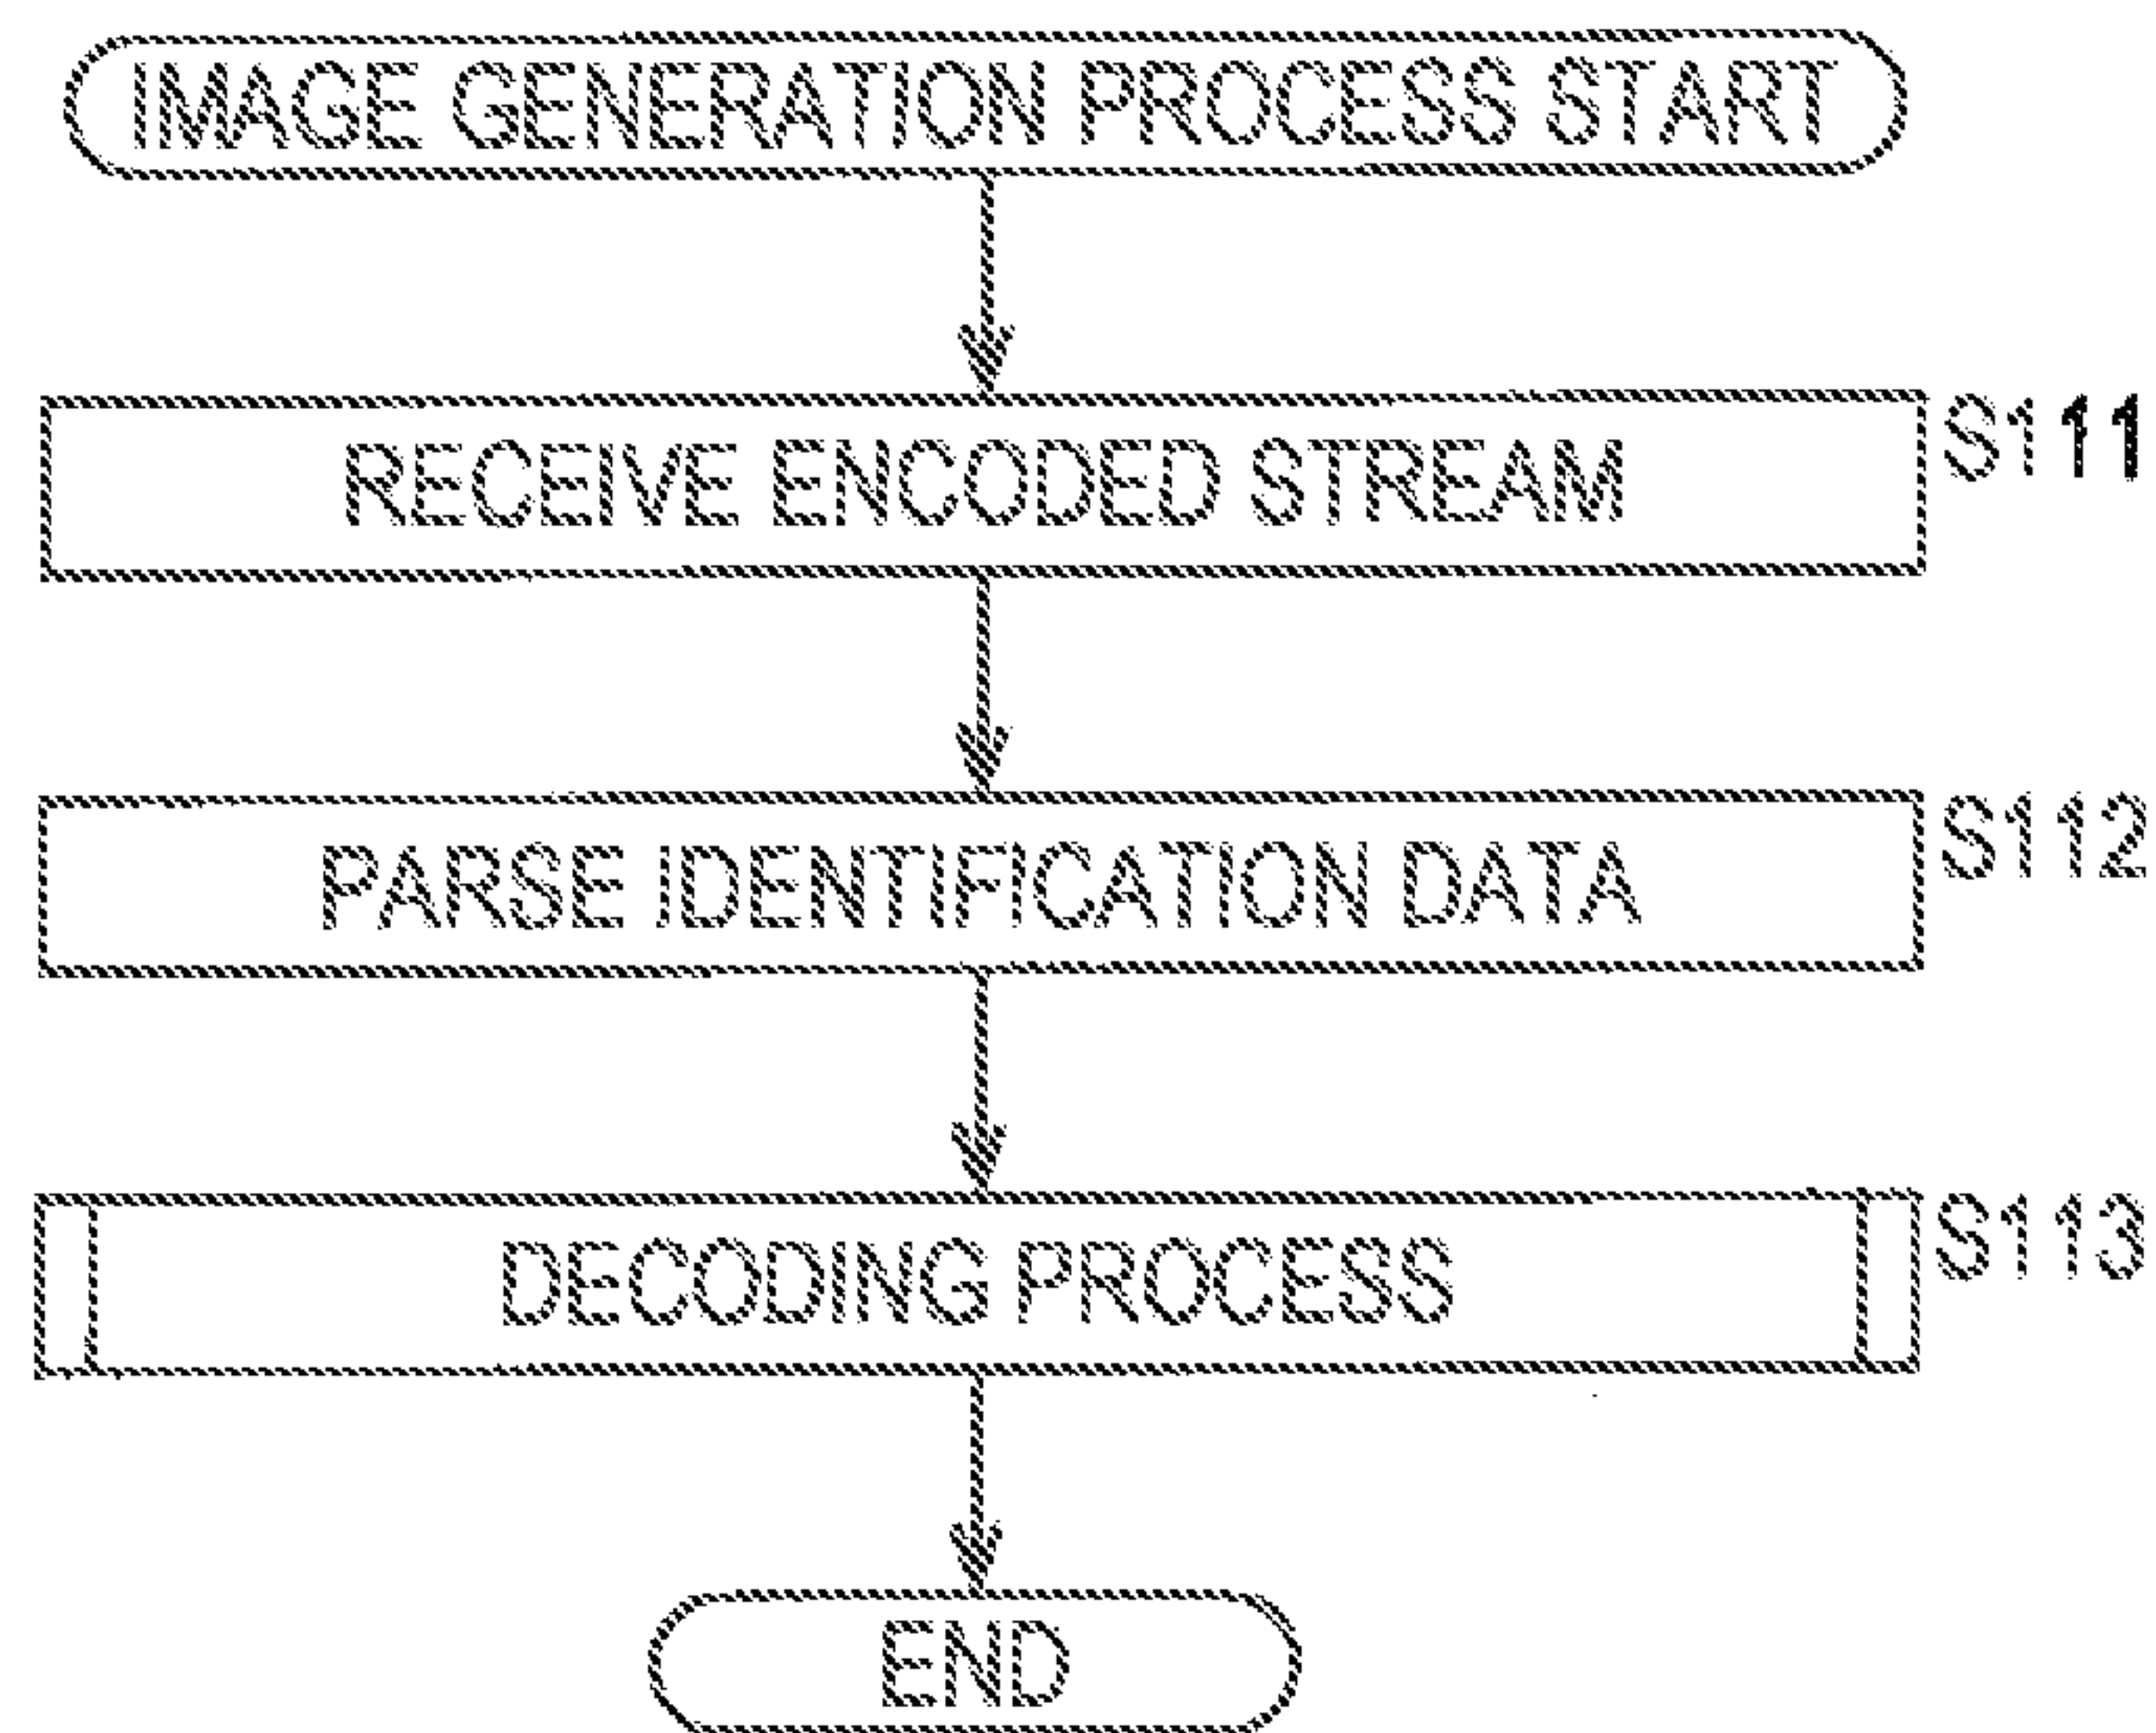 IMAGE GENERATION PROCESS START
RECEIVE ENCODED STREAM S111
PARSE IDENTIFICATION DATA S112
DECODING PROCESS S113
END